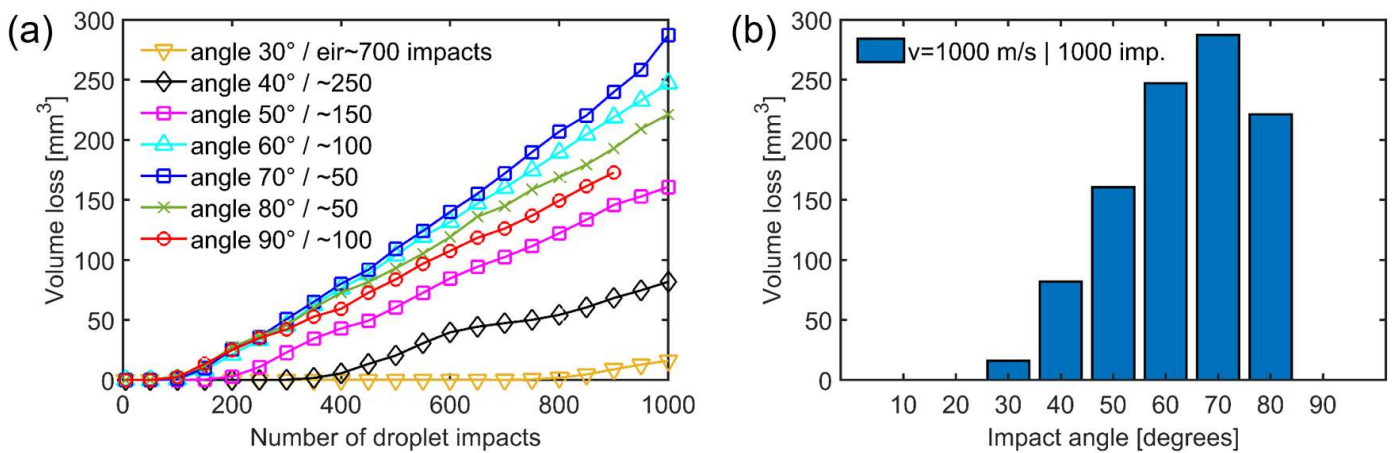 (a)
Volume loss [mm³]
300
250
200
150
100
50
0
angle 30° / eir~700 impacts
angle 40° / ~250
angle 50° / ~150
angle 60° / ~100
angle 70° / ~50
angle 80° / ~50
angle 90° / ~100
0 200 400 600 800 1000
Number of droplet impacts
(b)
Volume loss [mm³]
300
250
200
150
100
50
0
v=1000 m/s | 1000 imp.
10 20 30 40 50 60 70 80 90
Impact angle [degrees]